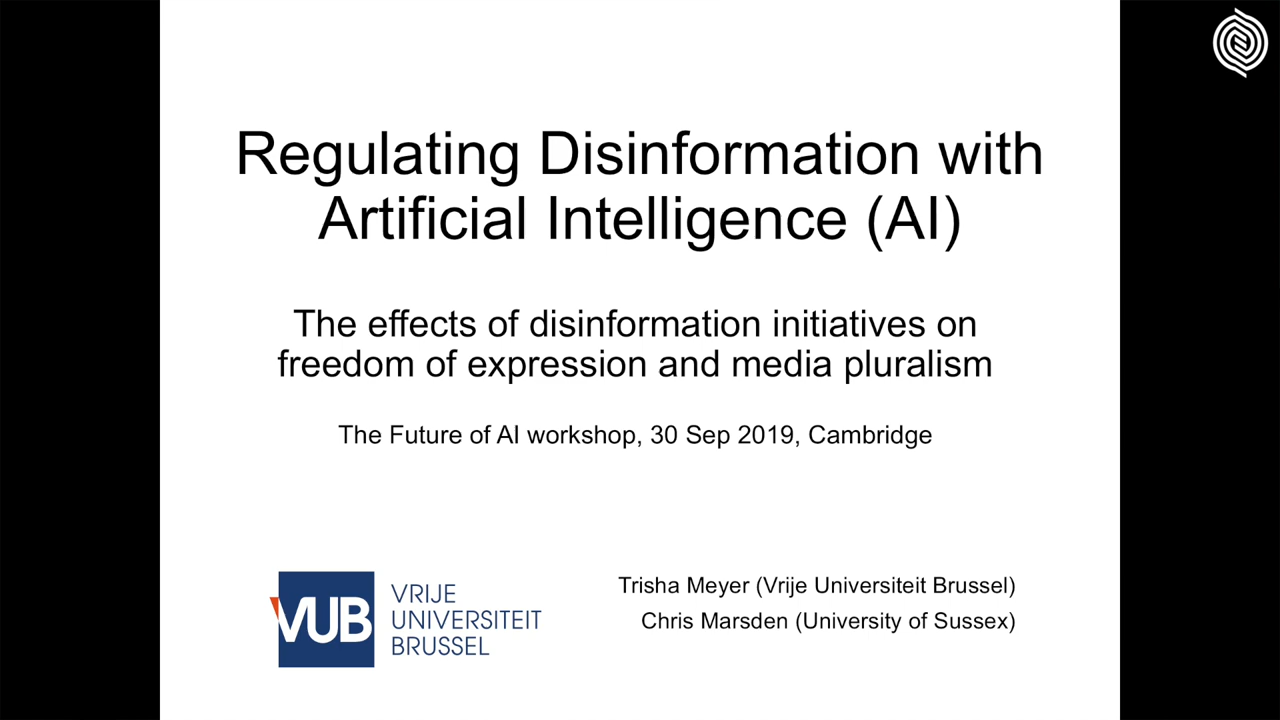 Regulating Disinformation with
Artificial Intelligence (AI)
The effects of disinformation initiatives on
freedom of expression and media pluralism
The Future of AI workshop, 30 Sep 2019, Cambridge
VUB
VRIJE
UNIVERSITEIT
BRUSSEL
Trisha Meyer (Vrije Universiteit Brussel)
Chris Marsden (University of Sussex)